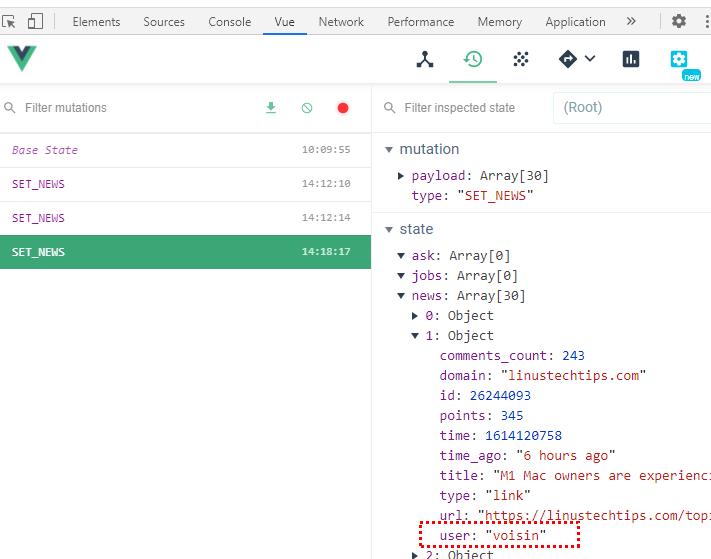 Elements Sources Console Vue Network Performance Memory Application »
new
Filter mutations
Filter inspected state (Root)
Base State 10:09:55
SET_NEWS 14:12:10
SET_NEWS 14:12:14
SET_NEWS 14:18:17
mutation
payload: Array[30]
type: "SET_NEWS"
state
ask: Array[0]
jobs: Array[0]
news: Array[30]
0: Object
1: Object
comments_count: 243
domain: "linustechtips.com"
id: 26244093
points: 345
time: 1614120758
time_ago: "6 hours ago"
title: "M1 Mac owners are experienci
type: "link"
url: "https://linustechtips.com/topi
user: "voisin"
2: Object